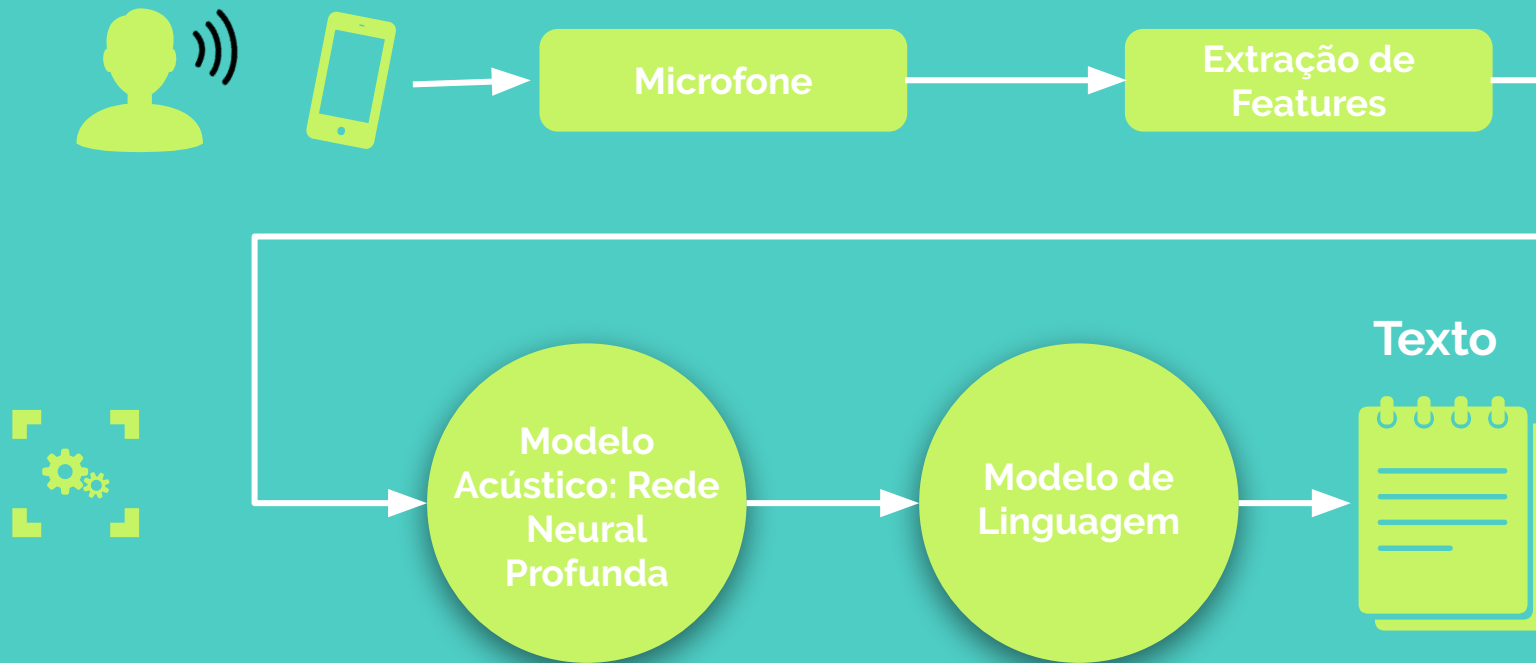 Microfone
Extração de
Features
Texto
Modelo
Acústico: Rede
Neural
Profunda
Modelo de
Linguagem